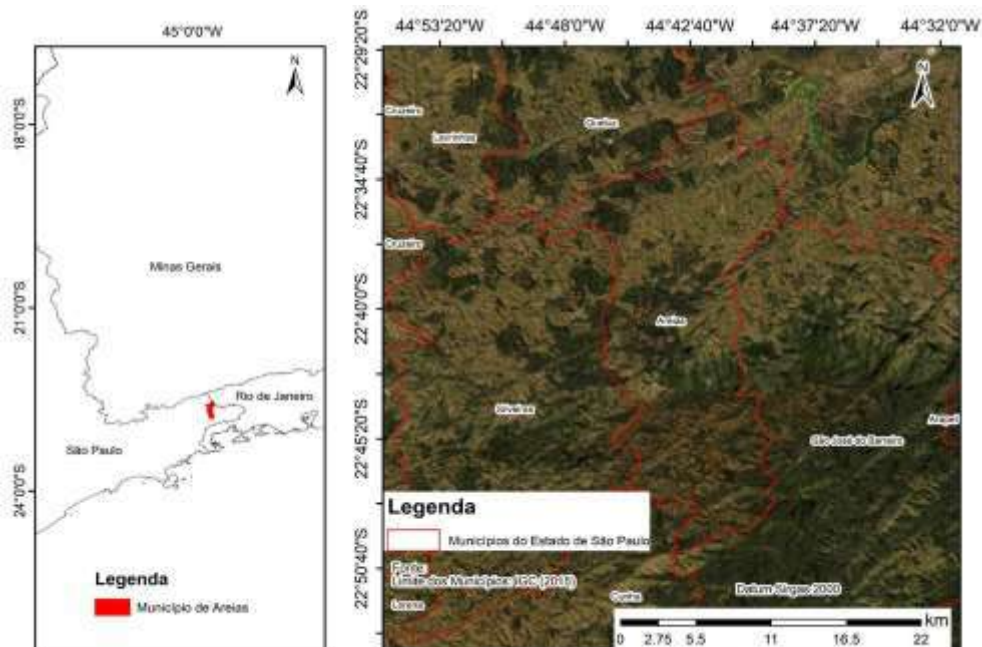 45°0'0"W
N
18°0'0"S
21°0'0"S
24°0'0"S
Minas Gerais
Rio de Janeiro
São Paulo
Legenda
Município de Areias
44°53'20"W 44°48'0"W 44°42'40"W 44°37'20"W 44°32'0"W
N
22°29'20"S
22°34'40"S
22°40'0"S
22°45'20"S
22°50'40"S
Cruzeiro
Lavrinhas
Queluz
Cruzeiro
Areias
Silveiras
São José do Barreiro
Arapeí
Legenda
Municípios do Estado de São Paulo
Fonte:
Limite dos Municípios: IGC (2015)
Lorena
Cunha
Datum Sirgas 2000
km
0 2.75 5.5 11 16.5 22